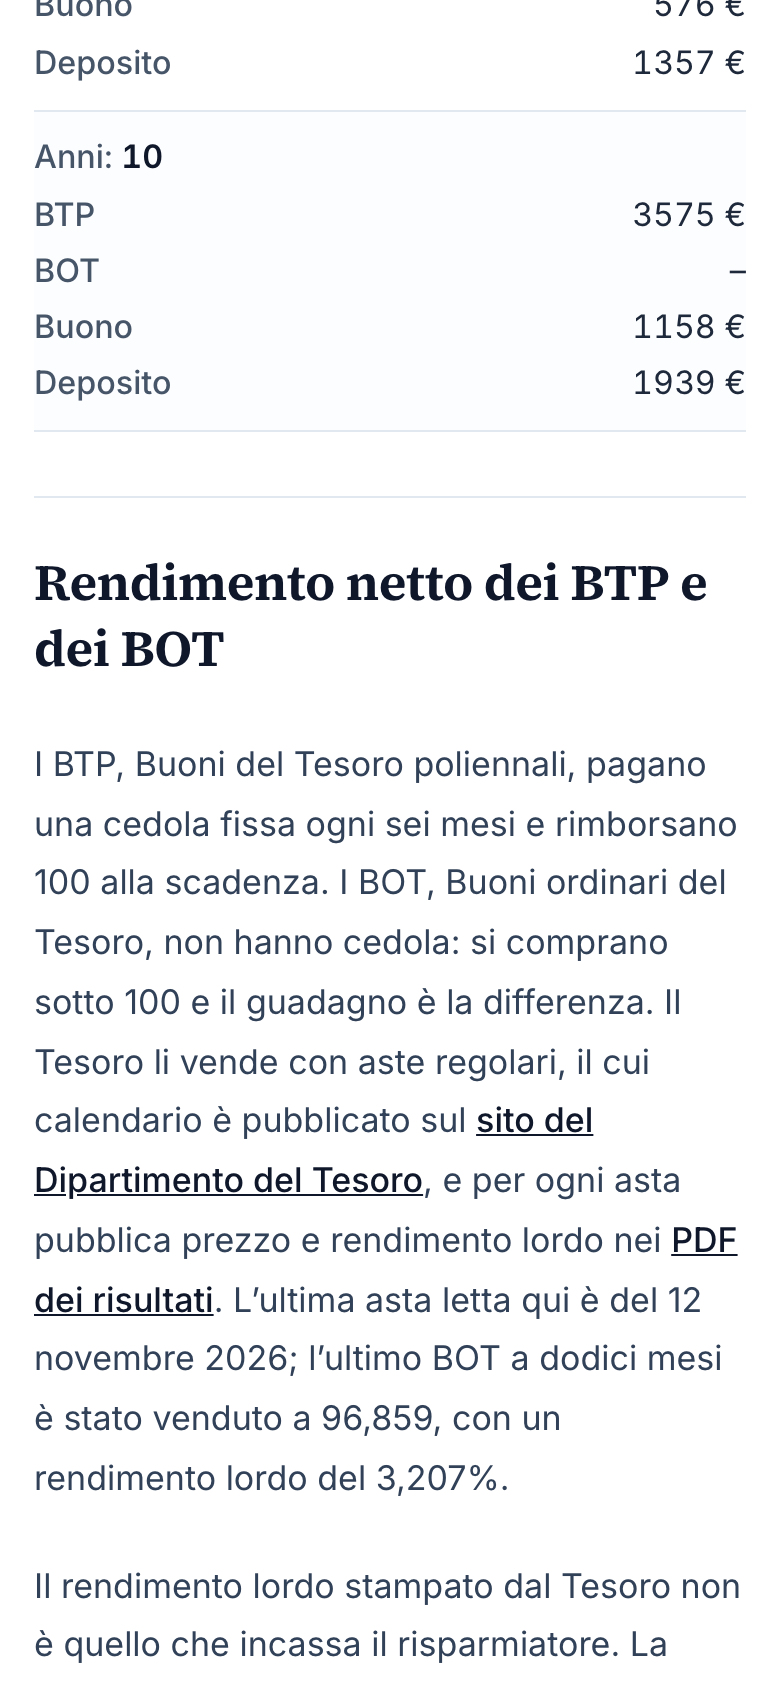 Buono 576 €
Deposito 1357 €
Anni: 10
BTP 3575 €
BOT –
Buono 1158 €
Deposito 1939 €
Rendimento netto dei BTP e
dei BOT
I BTP, Buoni del Tesoro poliennali, pagano
una cedola fissa ogni sei mesi e rimborsano
100 alla scadenza. I BOT, Buoni ordinari del
Tesoro, non hanno cedola: si comprano
sotto 100 e il guadagno è la differenza. Il
Tesoro li vende con aste regolari, il cui
calendario è pubblicato sul sito del
Dipartimento del Tesoro, e per ogni asta
pubblica prezzo e rendimento lordo nei PDF
dei risultati. L’ultima asta letta qui è del 12
novembre 2026; l’ultimo BOT a dodici mesi
è stato venduto a 96,859, con un
rendimento lordo del 3,207%.
Il rendimento lordo stampato dal Tesoro non
è quello che incassa il risparmiatore. La